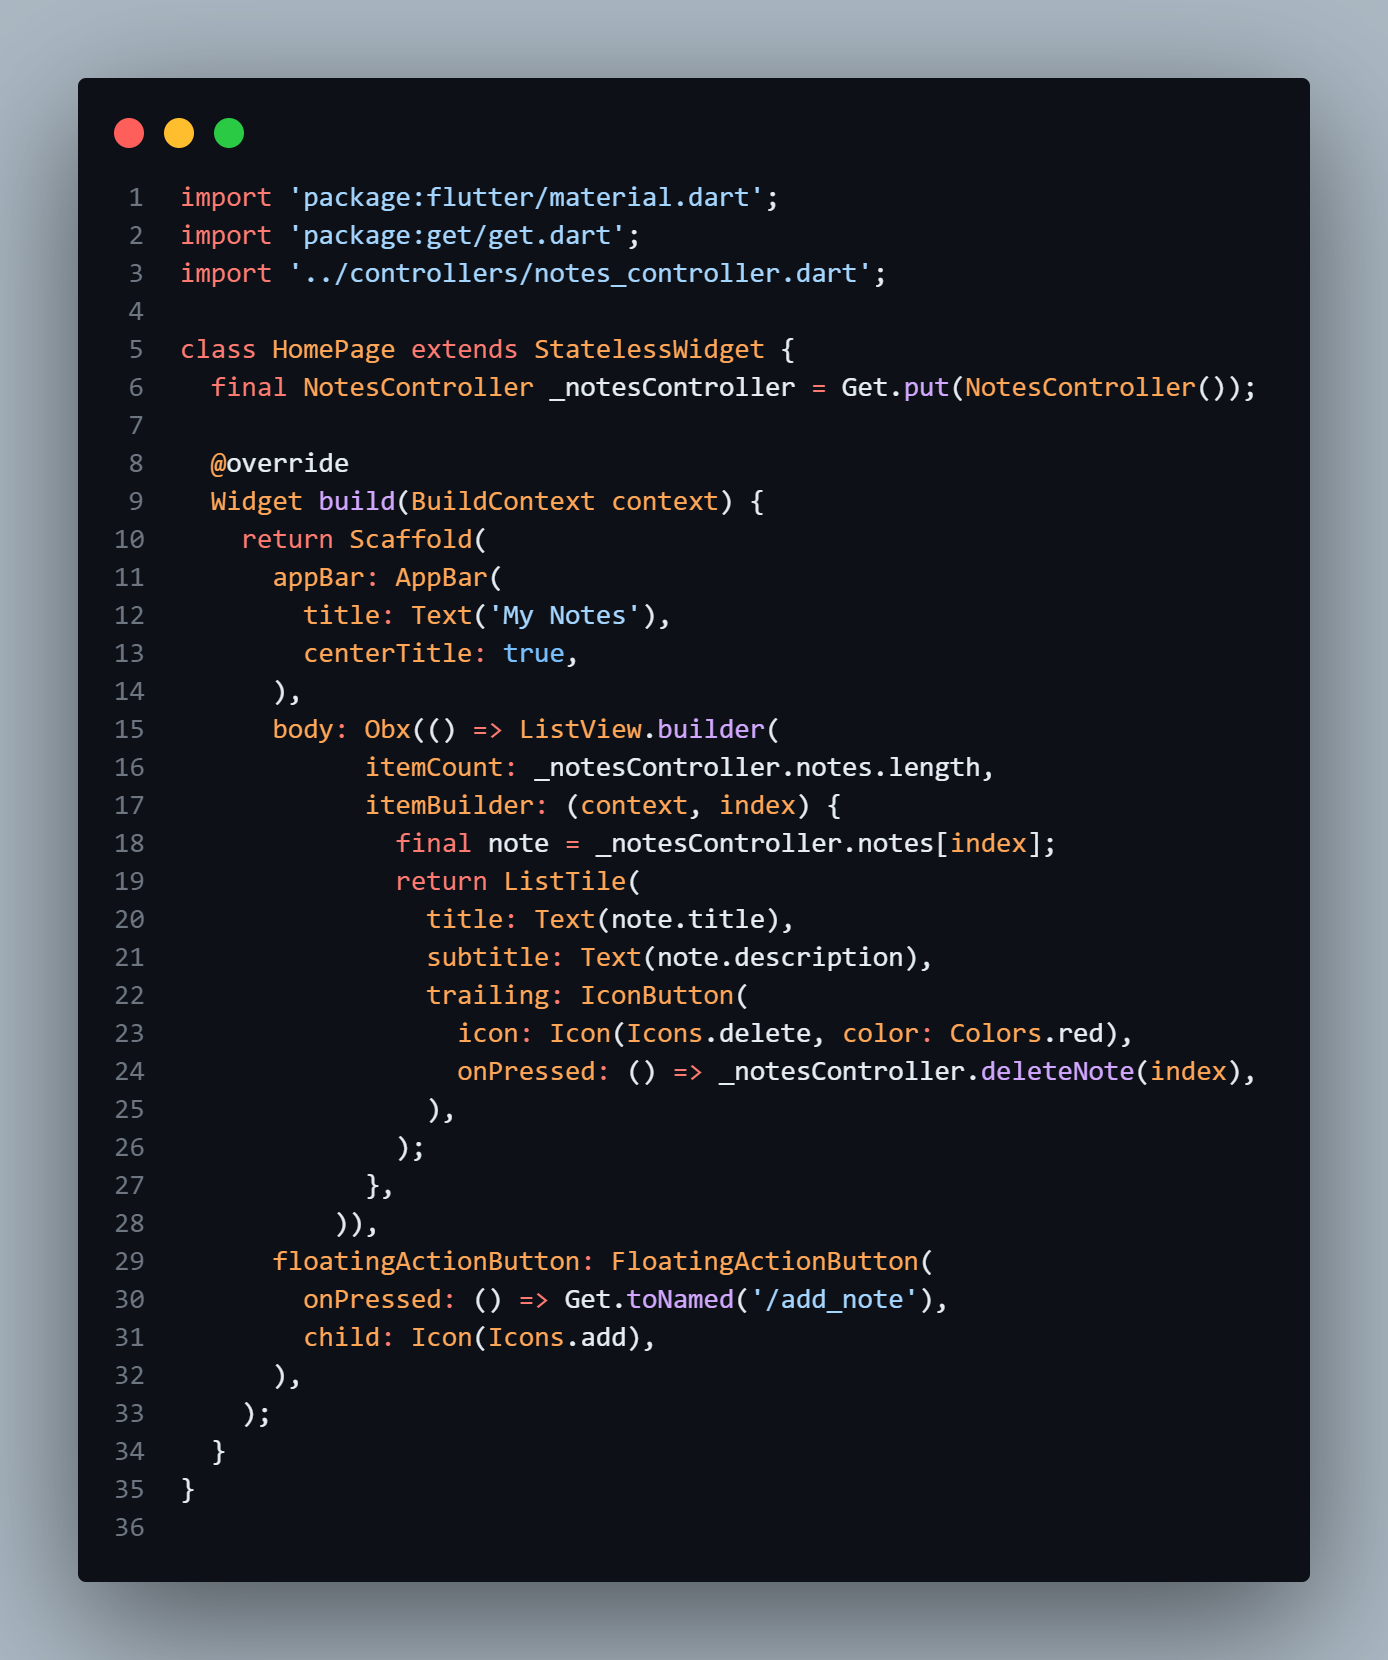 1 import 'package:flutter/material.dart';
2 import 'package:get/get.dart';
3 import '../controllers/notes_controller.dart';
4
5 class HomePage extends StatelessWidget {
6   final NotesController _notesController = Get.put(NotesController());
7
8   @override
9   Widget build(BuildContext context) {
10     return Scaffold(
11       appBar: AppBar(
12         title: Text('My Notes'),
13         centerTitle: true,
14       ),
15       body: Obx(() => ListView.builder(
16             itemCount: _notesController.notes.length,
17             itemBuilder: (context, index) {
18               final note = _notesController.notes[index];
19               return ListTile(
20                 title: Text(note.title),
21                 subtitle: Text(note.description),
22                 trailing: IconButton(
23                   icon: Icon(Icons.delete, color: Colors.red),
24                   onPressed: () => _notesController.deleteNote(index),
25                 ),
26               );
27             },
28           )),
29       floatingActionButton: FloatingActionButton(
30         onPressed: () => Get.toNamed('/add_note'),
31         child: Icon(Icons.add),
32       ),
33     );
34   }
35 }
36